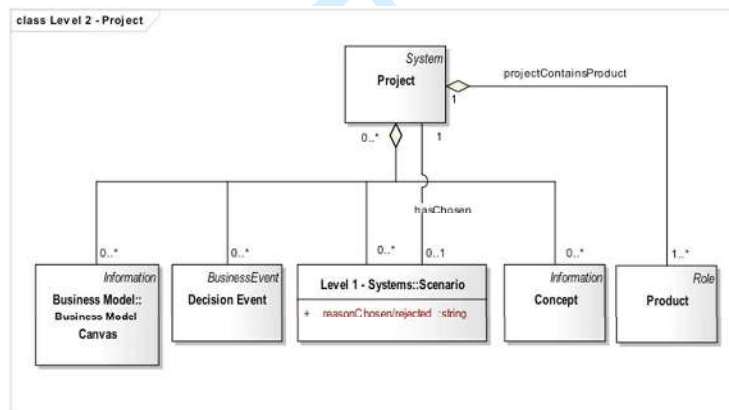 class Level 2 - Project
System
Project
projectContainsProduct
1
0..*
1
hasChosen
0..*
0..*
0..*
0..1
0..*
1..*
Information
Business Model::
Business Model
Canvas
BusinessEvent
Decision Event
Level 1 - Systems::Scenario
+ reasonChosen/rejected :string
Information
Concept
Role
Product